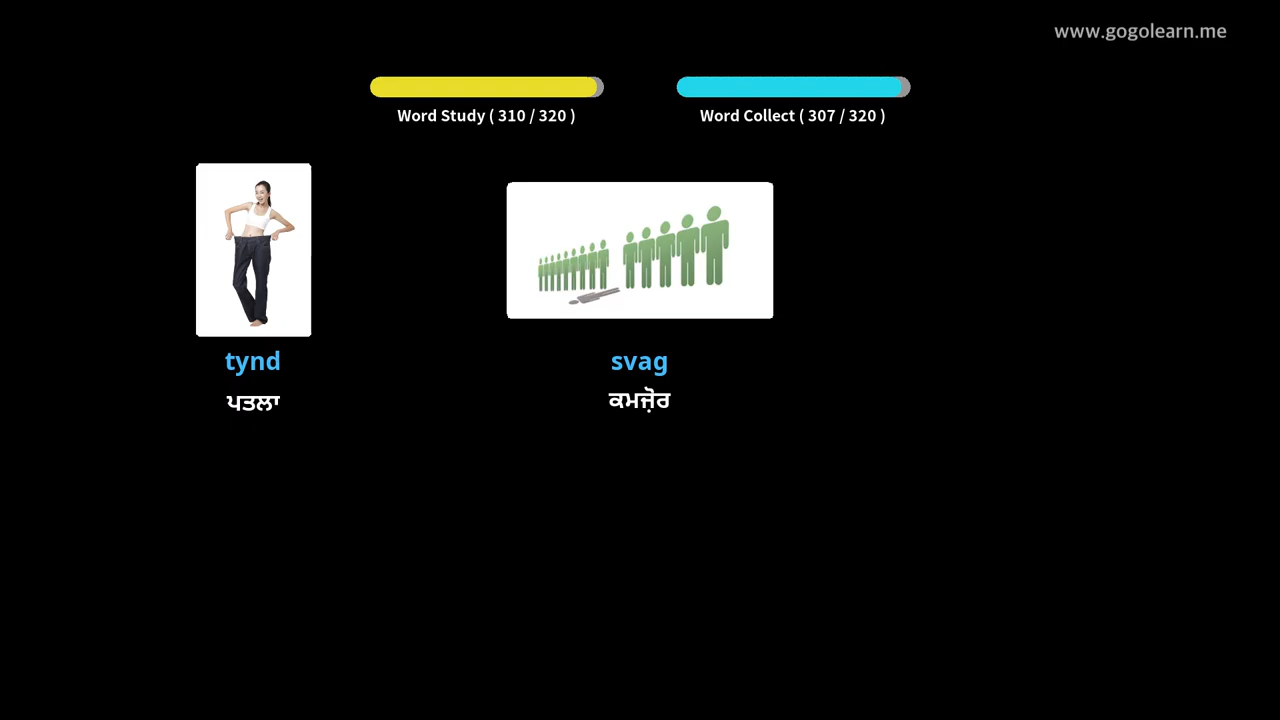 www.gogolearn.me
Word Study ( 310 / 320 )
Word Collect ( 307 / 320 )
tynd
ਪਤਲਾ
svag
ਕਮਜ਼ੋਰ